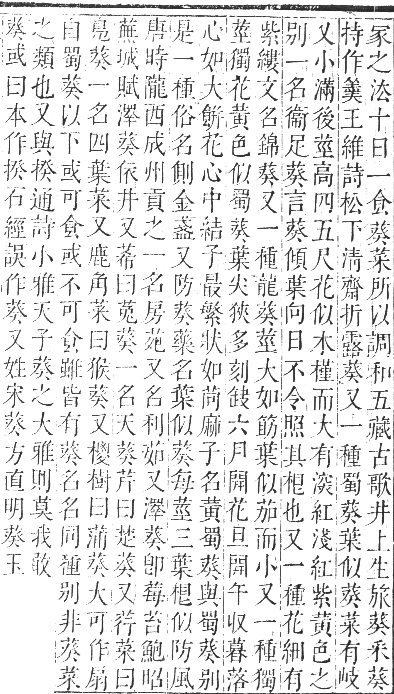 家之法十日一食葵菜所以調和五藏古歌井上生旅葵采葵
持作羹王維詩松下清齋折露葵又一種蜀葵葉似葵菜有岐
又小滿後莖高四五尺花似木槿而大有淡紅淺紅紫黃色之
别一名衞足葵言葵傾葉向日不令照其根也又一種花細有
紫縷文名錦葵又一種龍葵莖大如筋葉似茄而小又一種獨
莖獨花黃色似蜀葵葉尖狹多刻鈌六月開花旦開午収暮落
心如大餅花心中結子最繁狀如苘麻子名黃蜀葵與蜀葵别
是一種俗名側金盞又防葵藥名葉似葵每莖三葉根似防風
唐時隴西成州貢之一名房苑又名利茹又澤葵卽莓苔鮑昭
蕪城賦澤葵依井又莃曰菟葵一名天葵芹曰楚葵又荇菜曰
鳬葵一名四葉菜又鹿角菜曰猴葵又椶樹曰蒲葵大可作扇
自蜀葵以下或可食或不可食雖皆有葵名名同種别非葵菜
之類也又與揆通詩小雅天子葵之大雅則莫我敢
葵或曰本作揆石經誤作葵又姓宋葵方直明葵玉